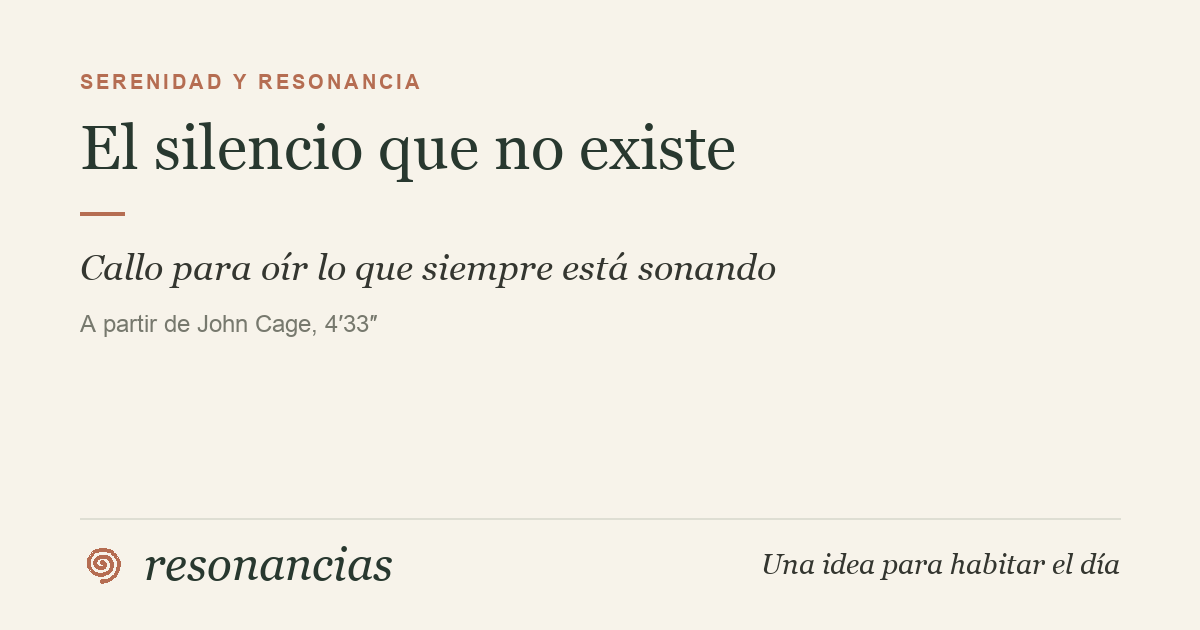 SERENIDAD Y RESONANCIA
El silencio que no existe
Callo para oír lo que siempre está sonando
A partir de John Cage, 4′33″
resonancias
Una idea para habitar el día